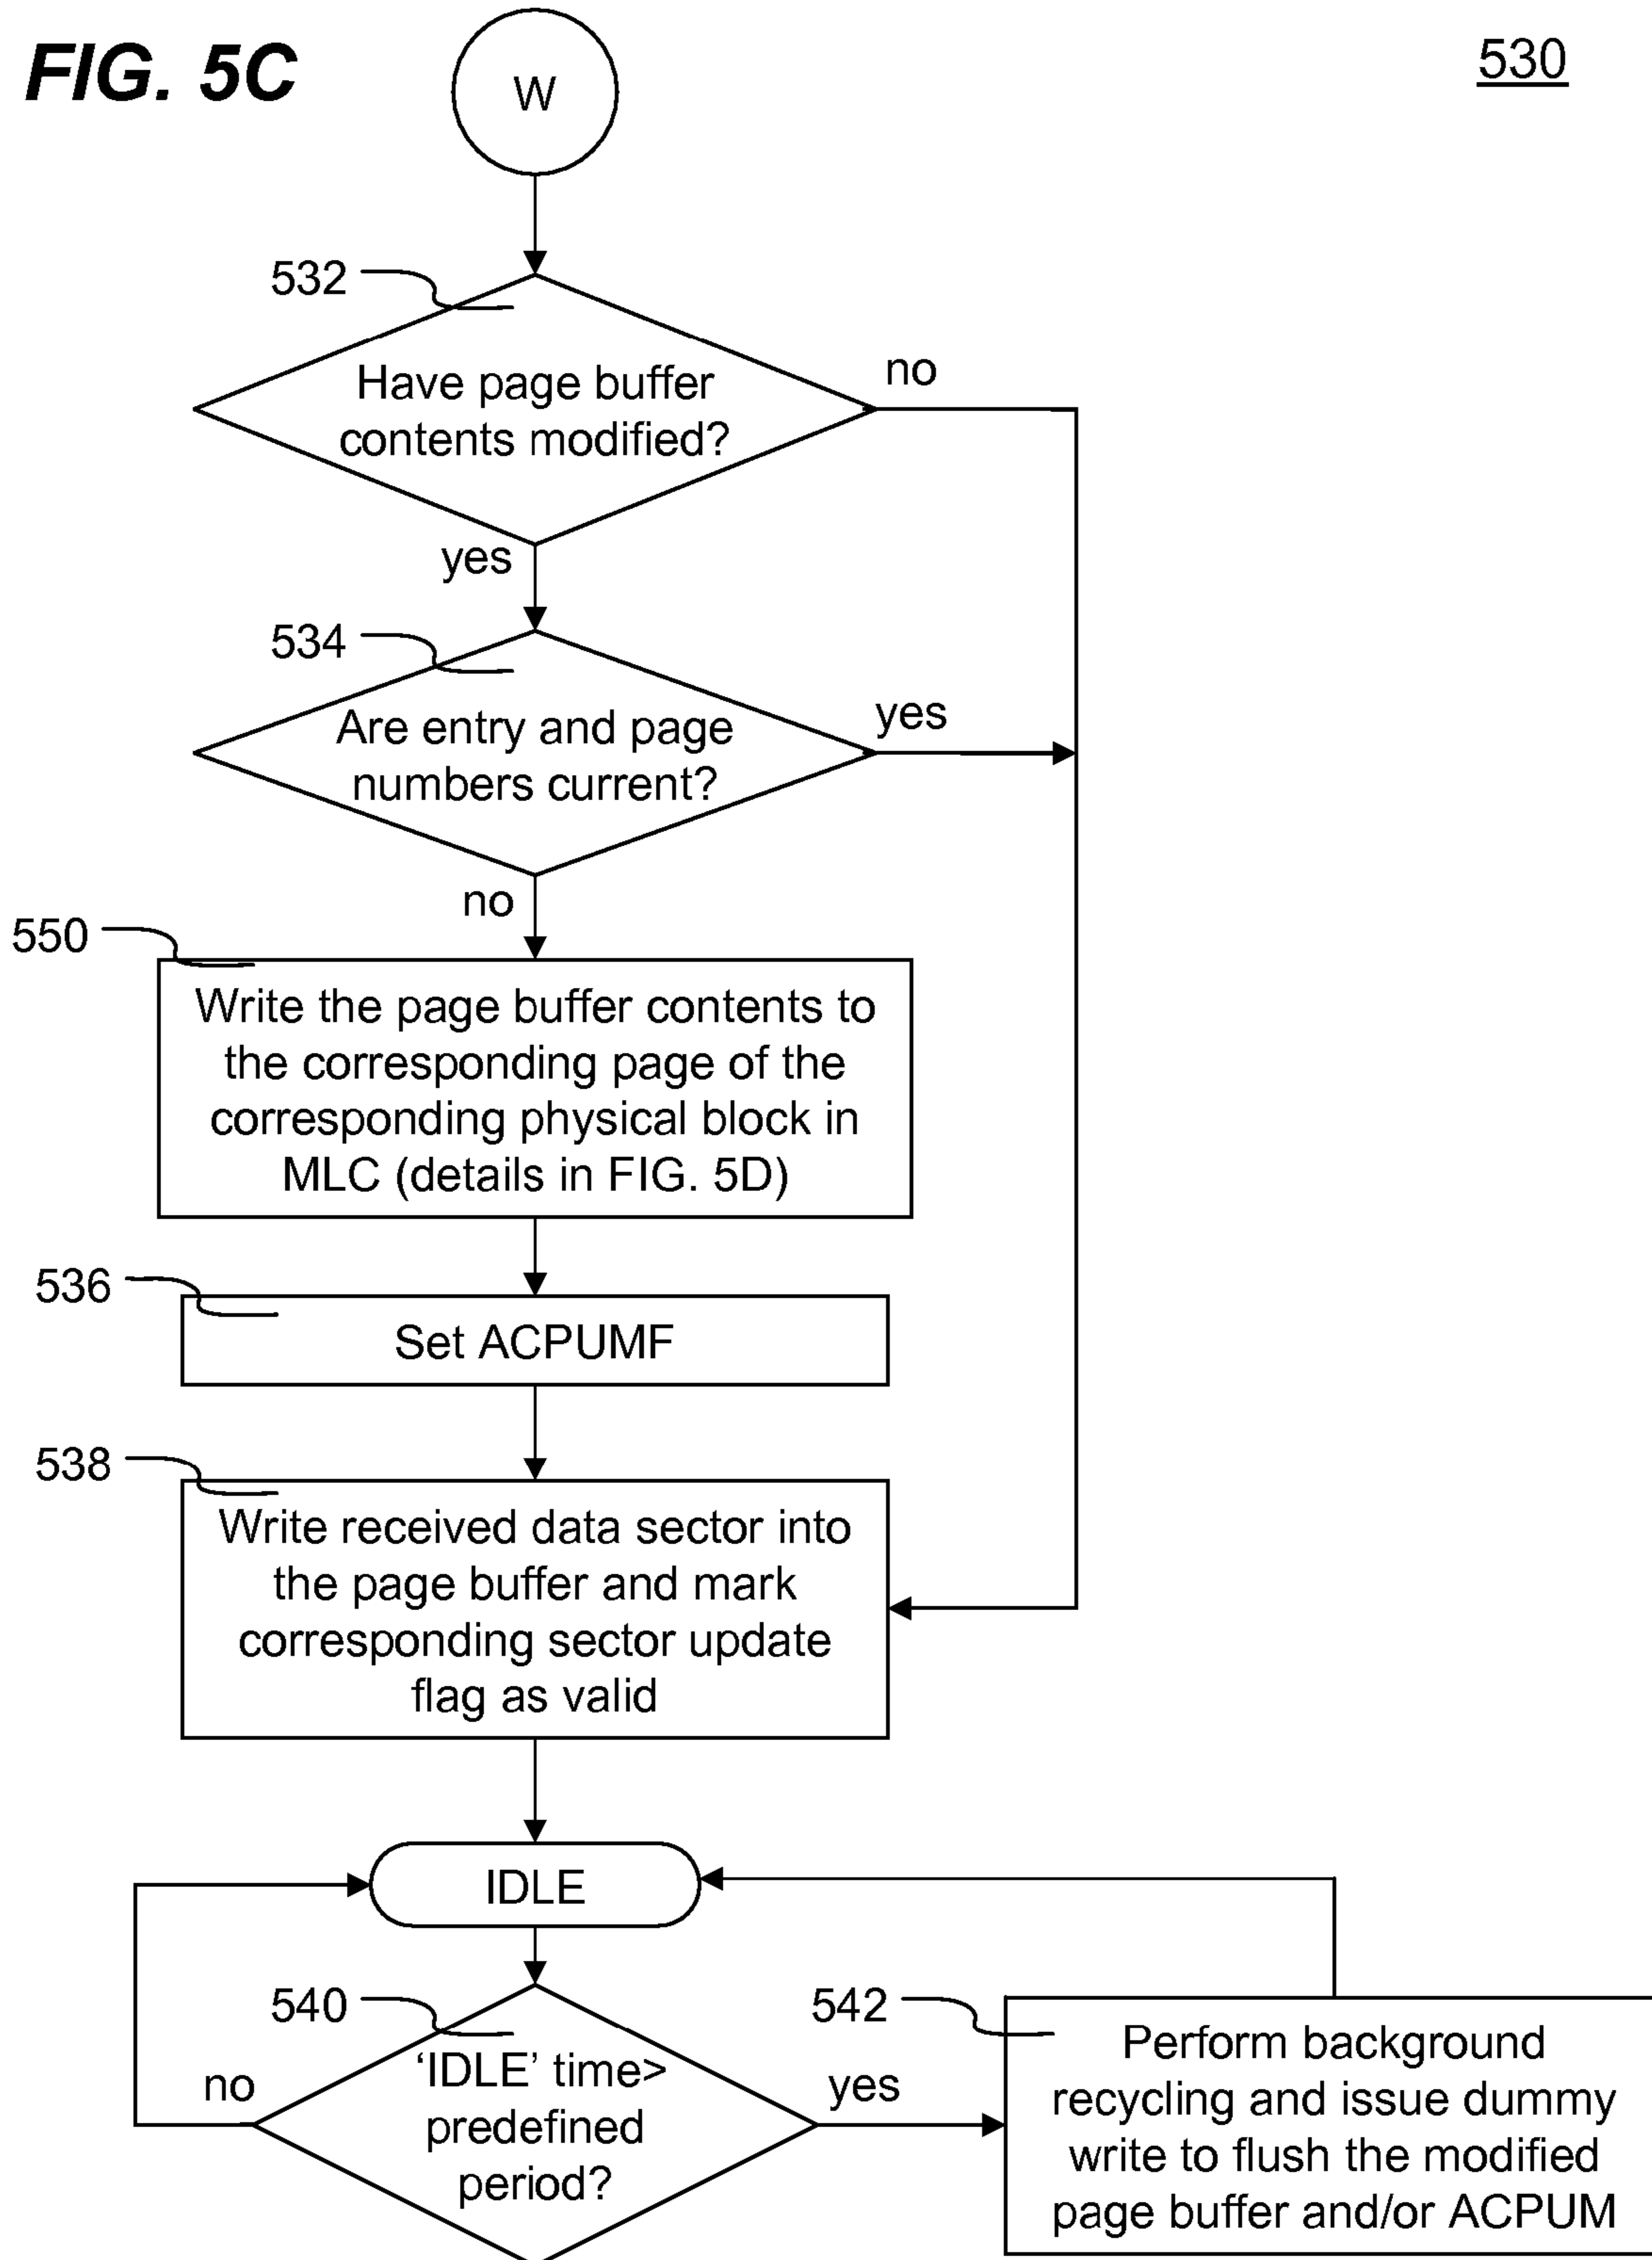 FIG. 5C
530
W
532
Have page buffer
contents modified?
no
yes
534
Are entry and page
numbers current?
yes
no
550
Write the page buffer contents to
the corresponding page of the
corresponding physical block in
MLC (details in FIG. 5D)
536
Set ACPUMF
538
Write received data sector into
the page buffer and mark
corresponding sector update
flag as valid
IDLE
540
'IDLE' time>
predefined
period?
no
yes
542
Perform background
recycling and issue dummy
write to flush the modified
page buffer and/or ACPUM